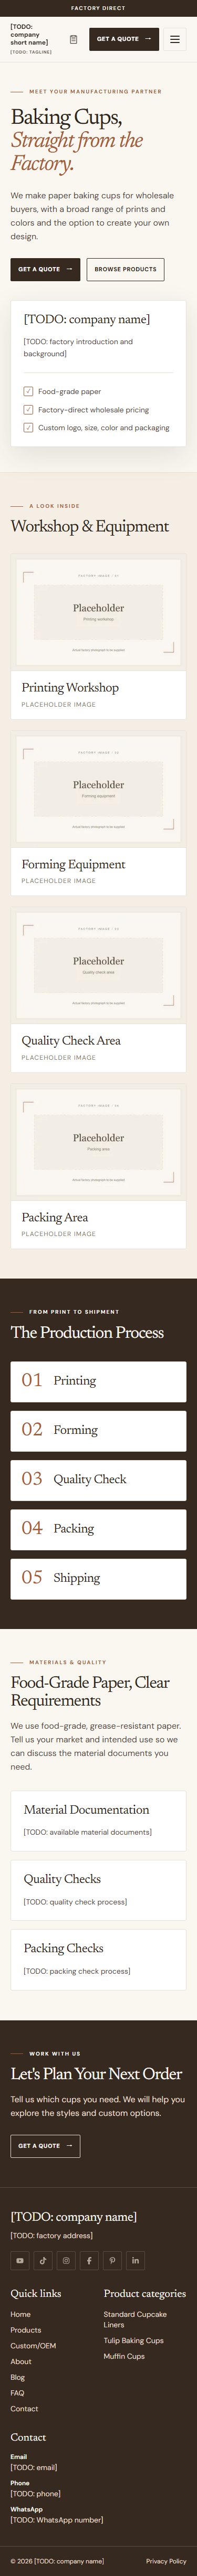 FACTORY DIRECT
[TODO:
company
short name]
[TODO: TAGLINE]
GET A QUOTE →
MEET YOUR MANUFACTURING PARTNER
Baking Cups,
Straight from the
Factory.
We make paper baking cups for wholesale
buyers, with a broad range of prints and
colors and the option to create your own
design.
GET A QUOTE →
BROWSE PRODUCTS
[TODO: company name]
[TODO: factory introduction and
background]
Food-grade paper
Factory-direct wholesale pricing
Custom logo, size, color and packaging
A LOOK INSIDE
Workshop & Equipment
Placeholder
Printing workshop
Printing Workshop
PLACEHOLDER IMAGE
Placeholder
Forming equipment
Forming Equipment
PLACEHOLDER IMAGE
Placeholder
Quality check area
Quality Check Area
PLACEHOLDER IMAGE
Placeholder
Packing area
Packing Area
PLACEHOLDER IMAGE
FROM PRINT TO SHIPMENT
The Production Process
01 Printing
02 Forming
03 Quality Check
04 Packing
05 Shipping
MATERIALS & QUALITY
Food-Grade Paper, Clear
Requirements
We use food-grade, grease-resistant paper.
Tell us your market and intended use so we
can discuss the material documents you
need.
Material Documentation
[TODO: available material documents]
Quality Checks
[TODO: quality check process]
Packing Checks
[TODO: packing check process]
WORK WITH US
Let's Plan Your Next Order
Tell us which cups you need. We will help you
explore the styles and custom options.
GET A QUOTE →
[TODO: company name]
[TODO: factory address]
Quick links
Home
Products
Custom/OEM
About
Blog
FAQ
Contact
Product categories
Standard Cupcake
Liners
Tulip Baking Cups
Muffin Cups
Contact
Email
[TODO: email]
Phone
[TODO: phone]
WhatsApp
[TODO: WhatsApp number]
© 2026 [TODO: company name]
Privacy Policy